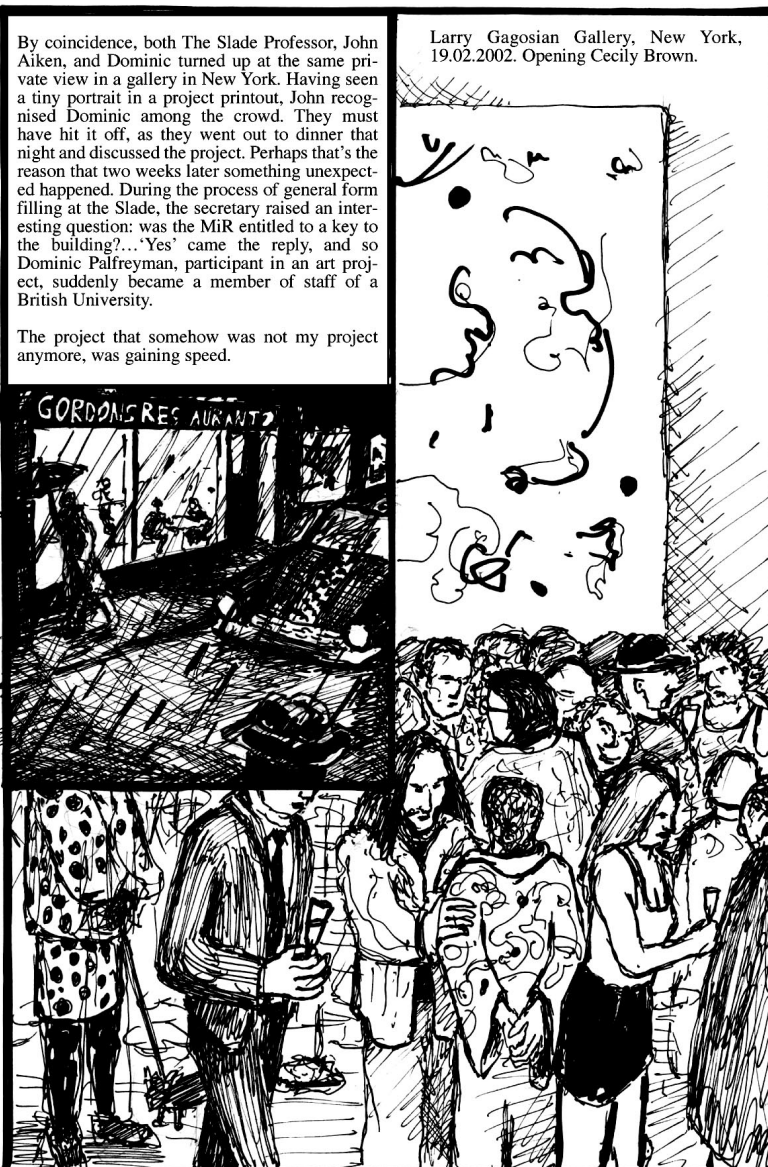 By coincidence, both The Slade Professor, John
Aiken, and Dominic turned up at the same pri-
vate view in a gallery in New York. Having seen
a tiny portrait in a project printout, John recog-
nised Dominic among the crowd. They must
have hit it off, as they went out to dinner that
night and discussed the project. Perhaps that's the
reason that two weeks later something unexpect-
ed happened. During the process of general form
filling at the Slade, the secretary raised an inter-
esting question: was the MiR entitled to a key to
the building?…‘Yes’ came the reply, and so
Dominic Palfreyman, participant in an art proj-
ect, suddenly became a member of staff of a
British University.
The project that somehow was not my project
anymore, was gaining speed.
Larry Gagosian Gallery, New York,
19.02.2002. Opening Cecily Brown.
GORDONS RES AURANT